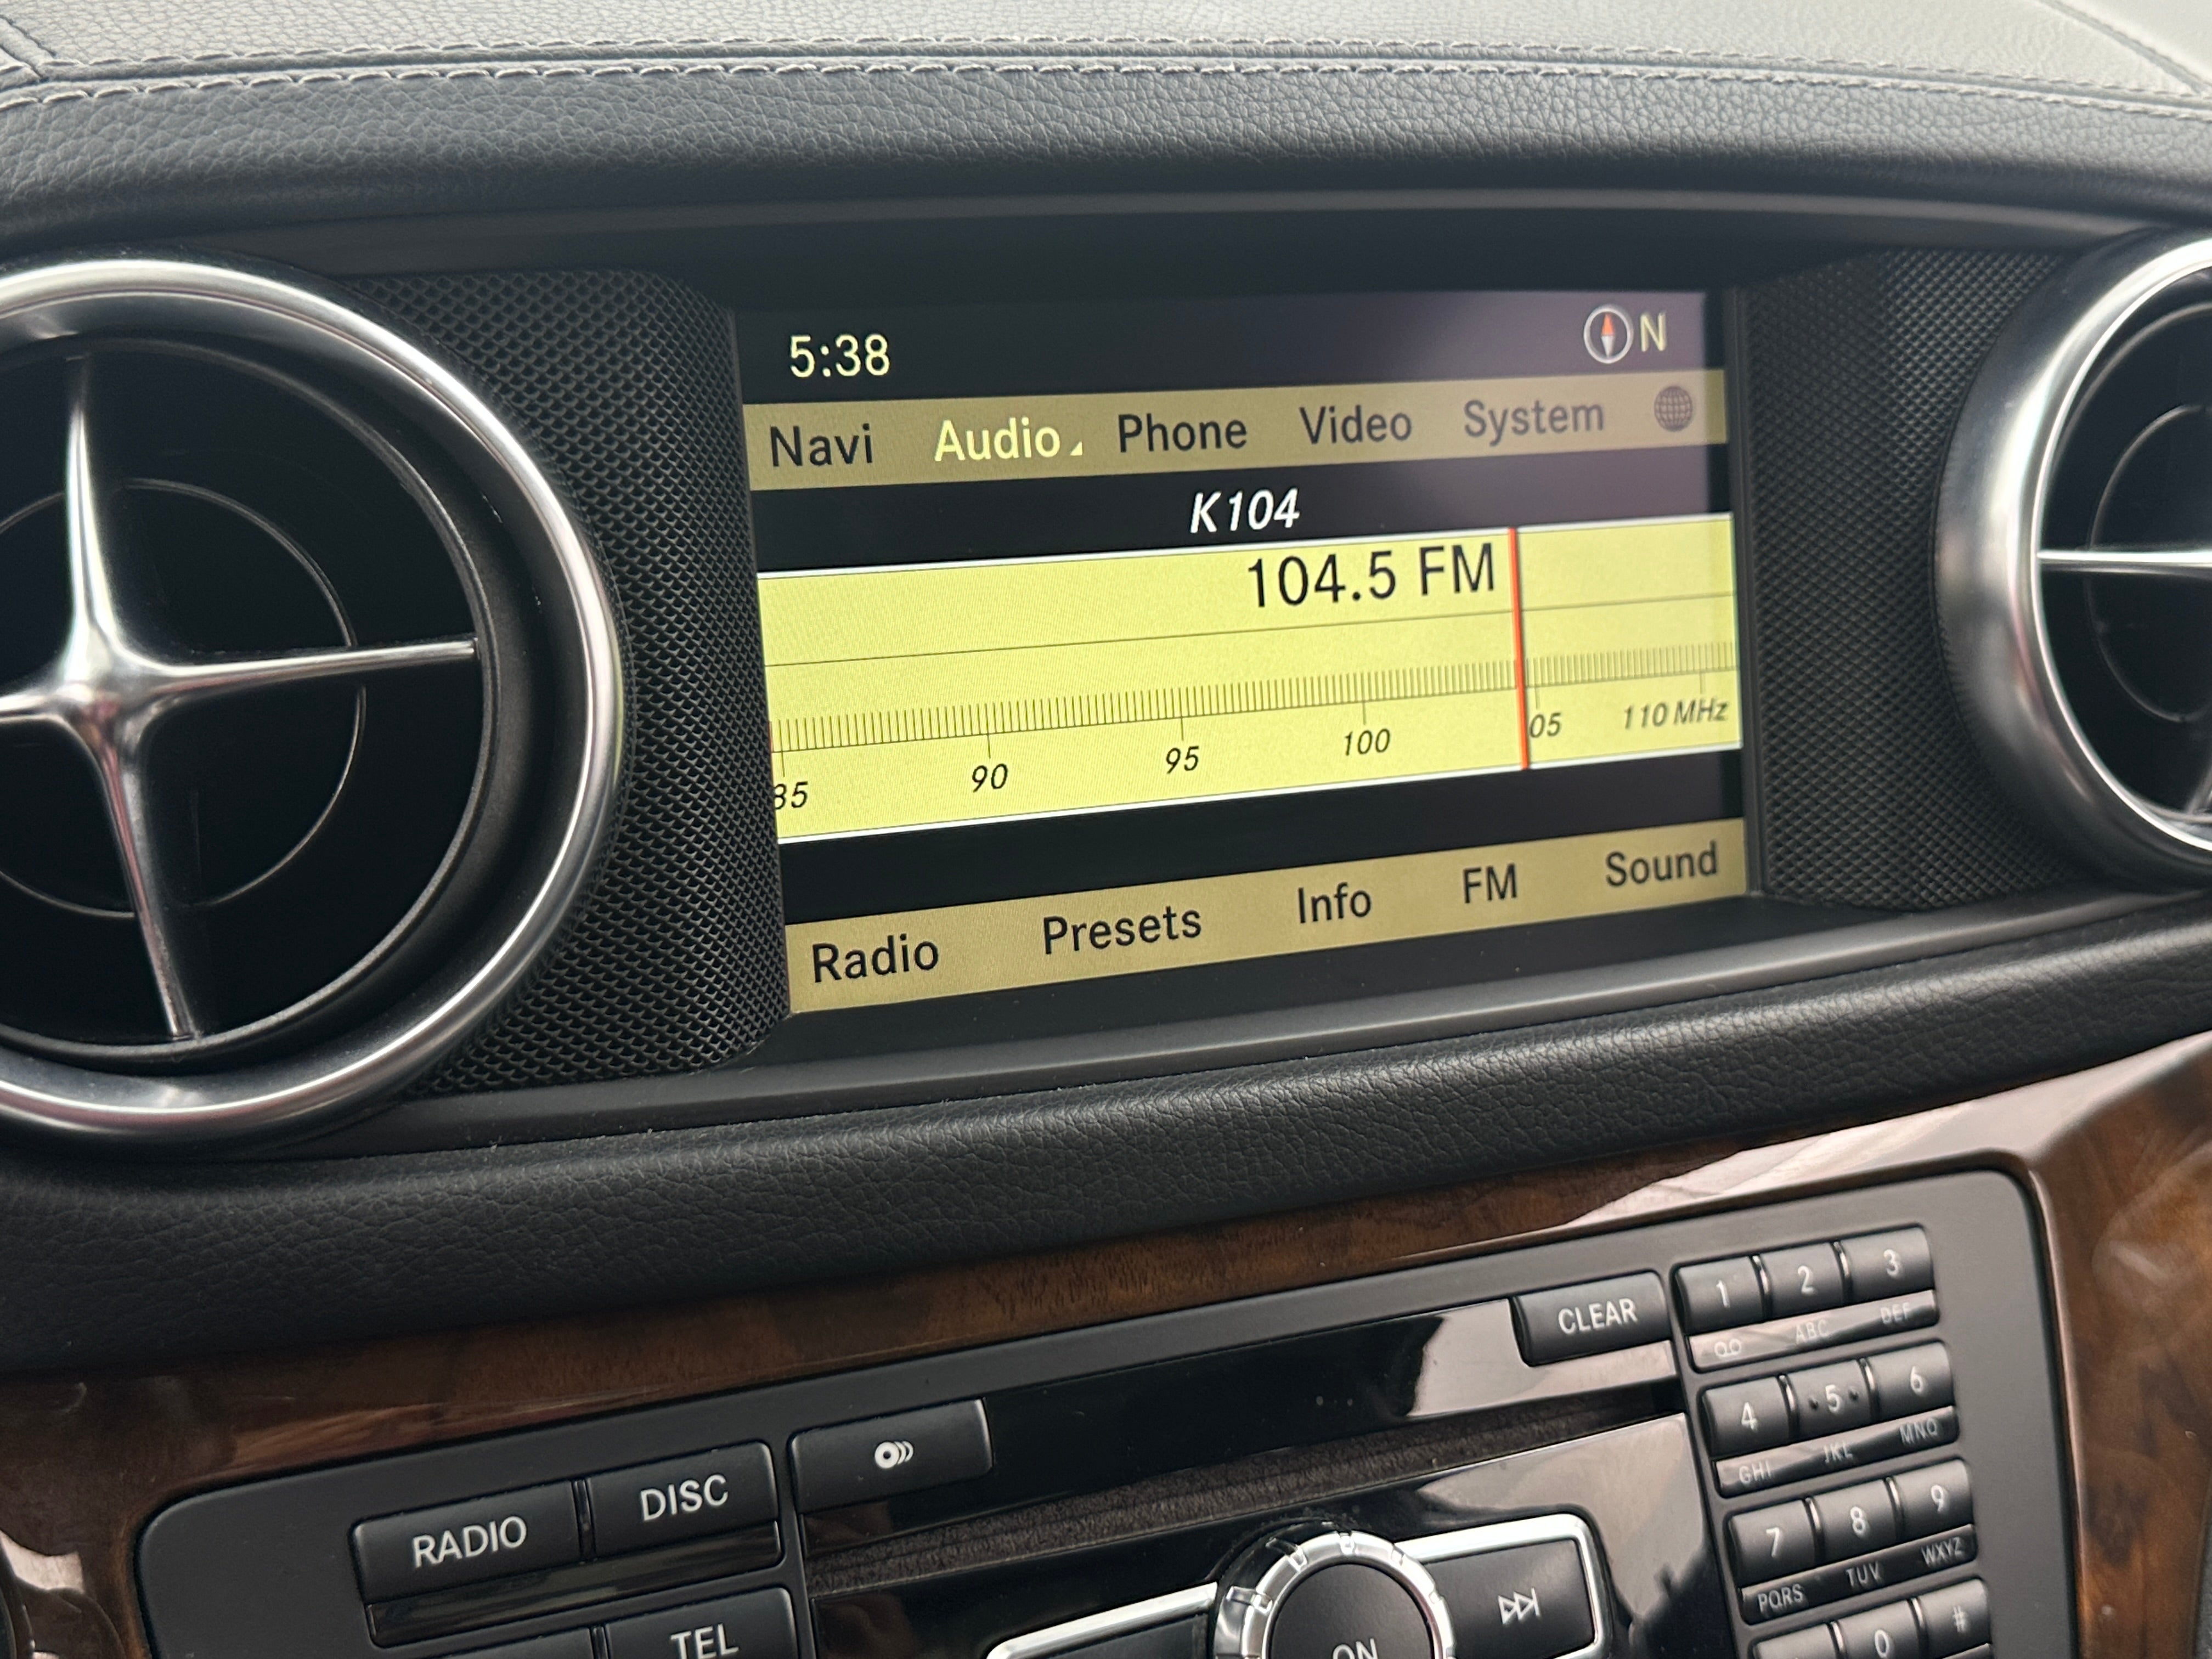 5:38 N
Navi Audio Phone Video System
K104
104.5 FM
85 90 95 100 05 110 MHz
Radio Presets Info FM Sound
CLEAR 1 2 3
ABC DEF
4 5 6
GHI JKL MNO
RADIO DISC 7 8 9
PQRS TUV WXYZ
TEL ON 0 #